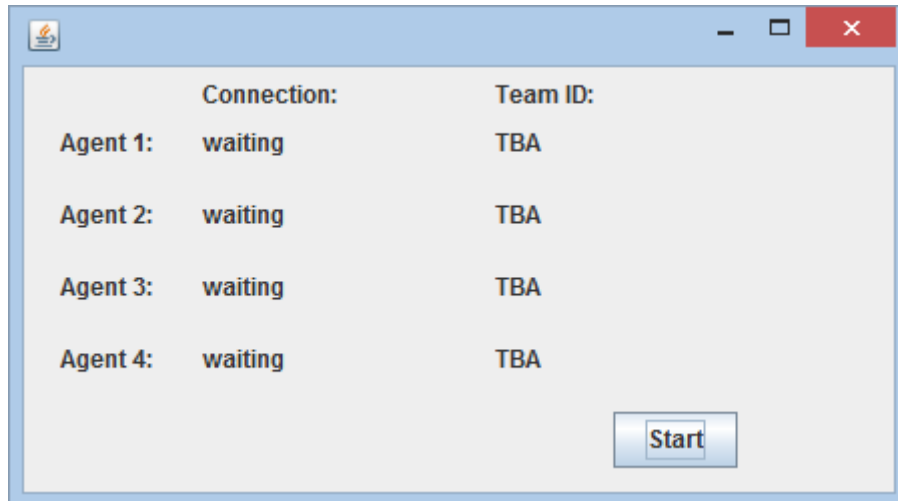 Connection: Team ID:
Agent 1: waiting TBA
Agent 2: waiting TBA
Agent 3: waiting TBA
Agent 4: waiting TBA
Start